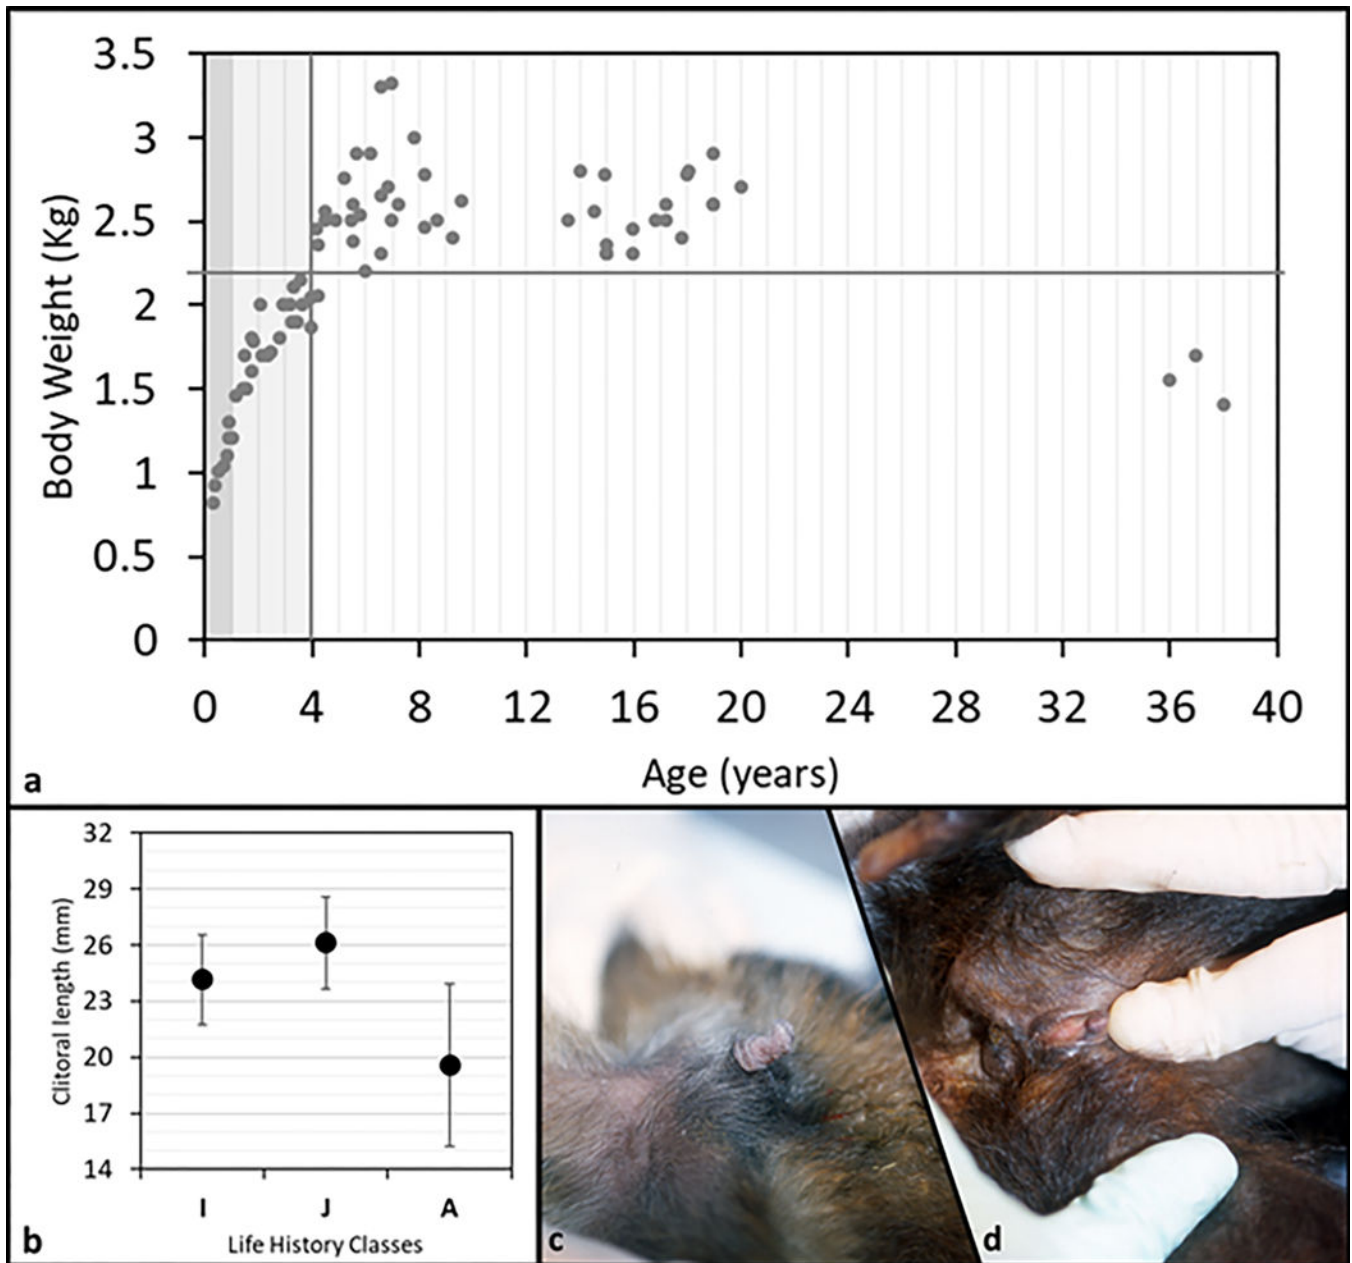 3.5
3
2.5
2
1.5
1
0.5
0
Body Weight (Kg)
0 4 8 12 16 20 24 28 32 36 40
Age (years)
a
32
29
26
23
20
17
14
Clitoral length (mm)
I J A
Life History Classes
b
c
d